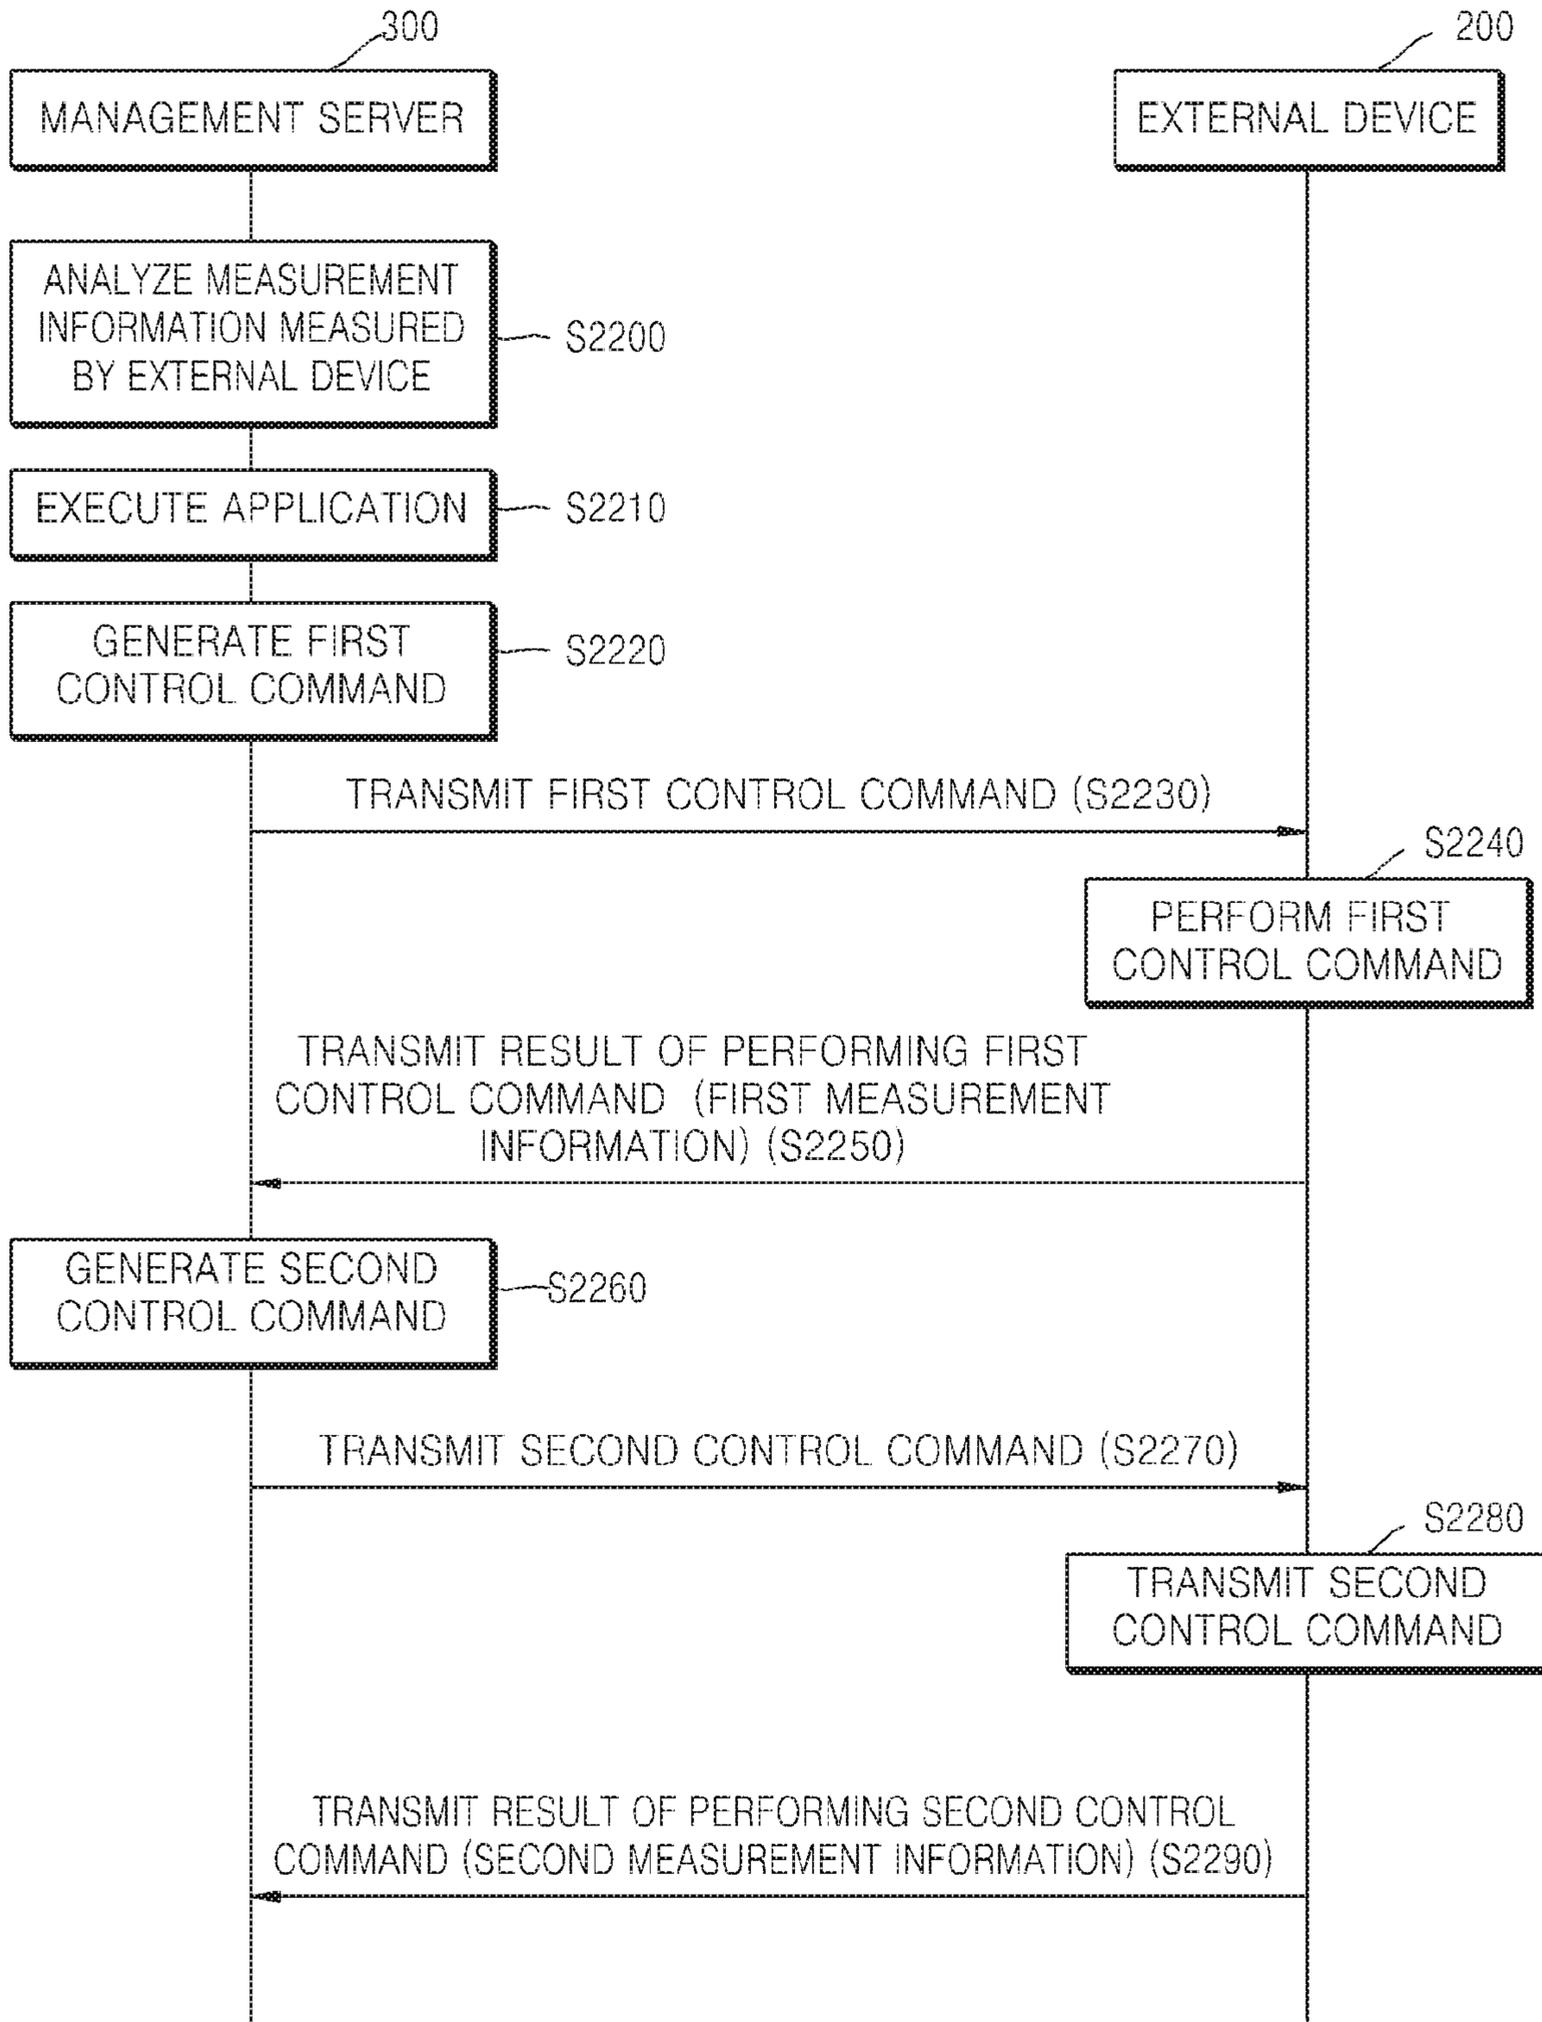 300
200
MANAGEMENT SERVER
EXTERNAL DEVICE
ANALYZE MEASUREMENT
INFORMATION MEASURED
BY EXTERNAL DEVICE
S2200
EXECUTE APPLICATION
S2210
GENERATE FIRST
CONTROL COMMAND
S2220
TRANSMIT FIRST CONTROL COMMAND (S2230)
S2240
PERFORM FIRST
CONTROL COMMAND
TRANSMIT RESULT OF PERFORMING FIRST
CONTROL COMMAND (FIRST MEASUREMENT
INFORMATION) (S2250)
GENERATE SECOND
CONTROL COMMAND
S2260
TRANSMIT SECOND CONTROL COMMAND (S2270)
S2280
TRANSMIT SECOND
CONTROL COMMAND
TRANSMIT RESULT OF PERFORMING SECOND CONTROL
COMMAND (SECOND MEASUREMENT INFORMATION) (S2290)